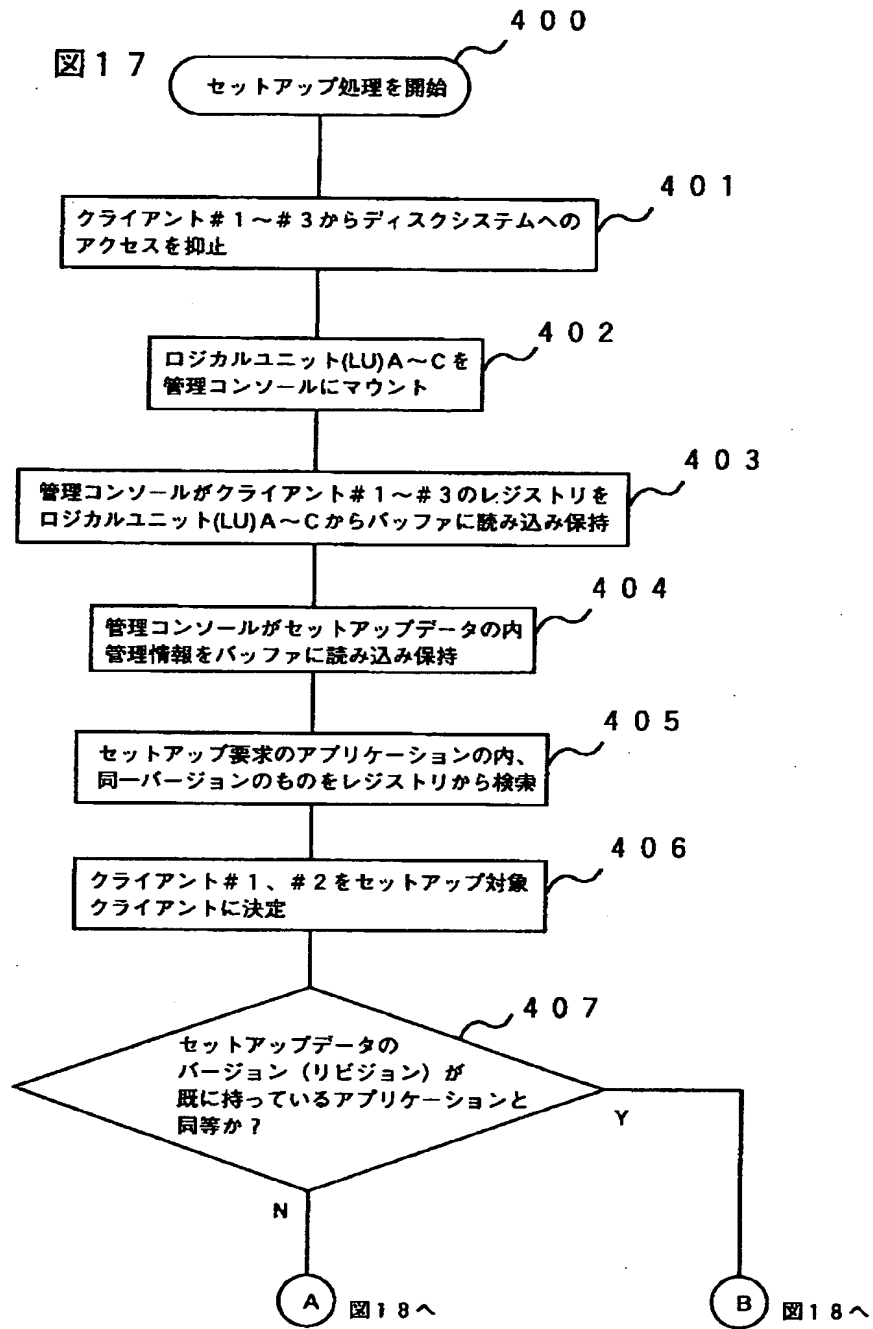 図17
400
セットアップ処理を開始
401
クライアント#1~#3からディスクシステムへの
アクセスを抑止
402
ロジカルユニット(LU)A~Cを
管理コンソールにマウント
403
管理コンソールがクライアント#1~#3のレジストリを
ロジカルユニット(LU)A~Cからバッファに読み込み保持
404
管理コンソールがセットアップデータの内
管理情報をバッファに読み込み保持
405
セットアップ要求のアプリケーションの内、
同一バージョンのものをレジストリから検索
406
クライアント#1、#2をセットアップ対象
クライアントに決定
407
セットアップデータの
バージョン(リビジョン)が
既に持っているアプリケーションと
同等か?
Y
N
A 図18へ
B 図18へ